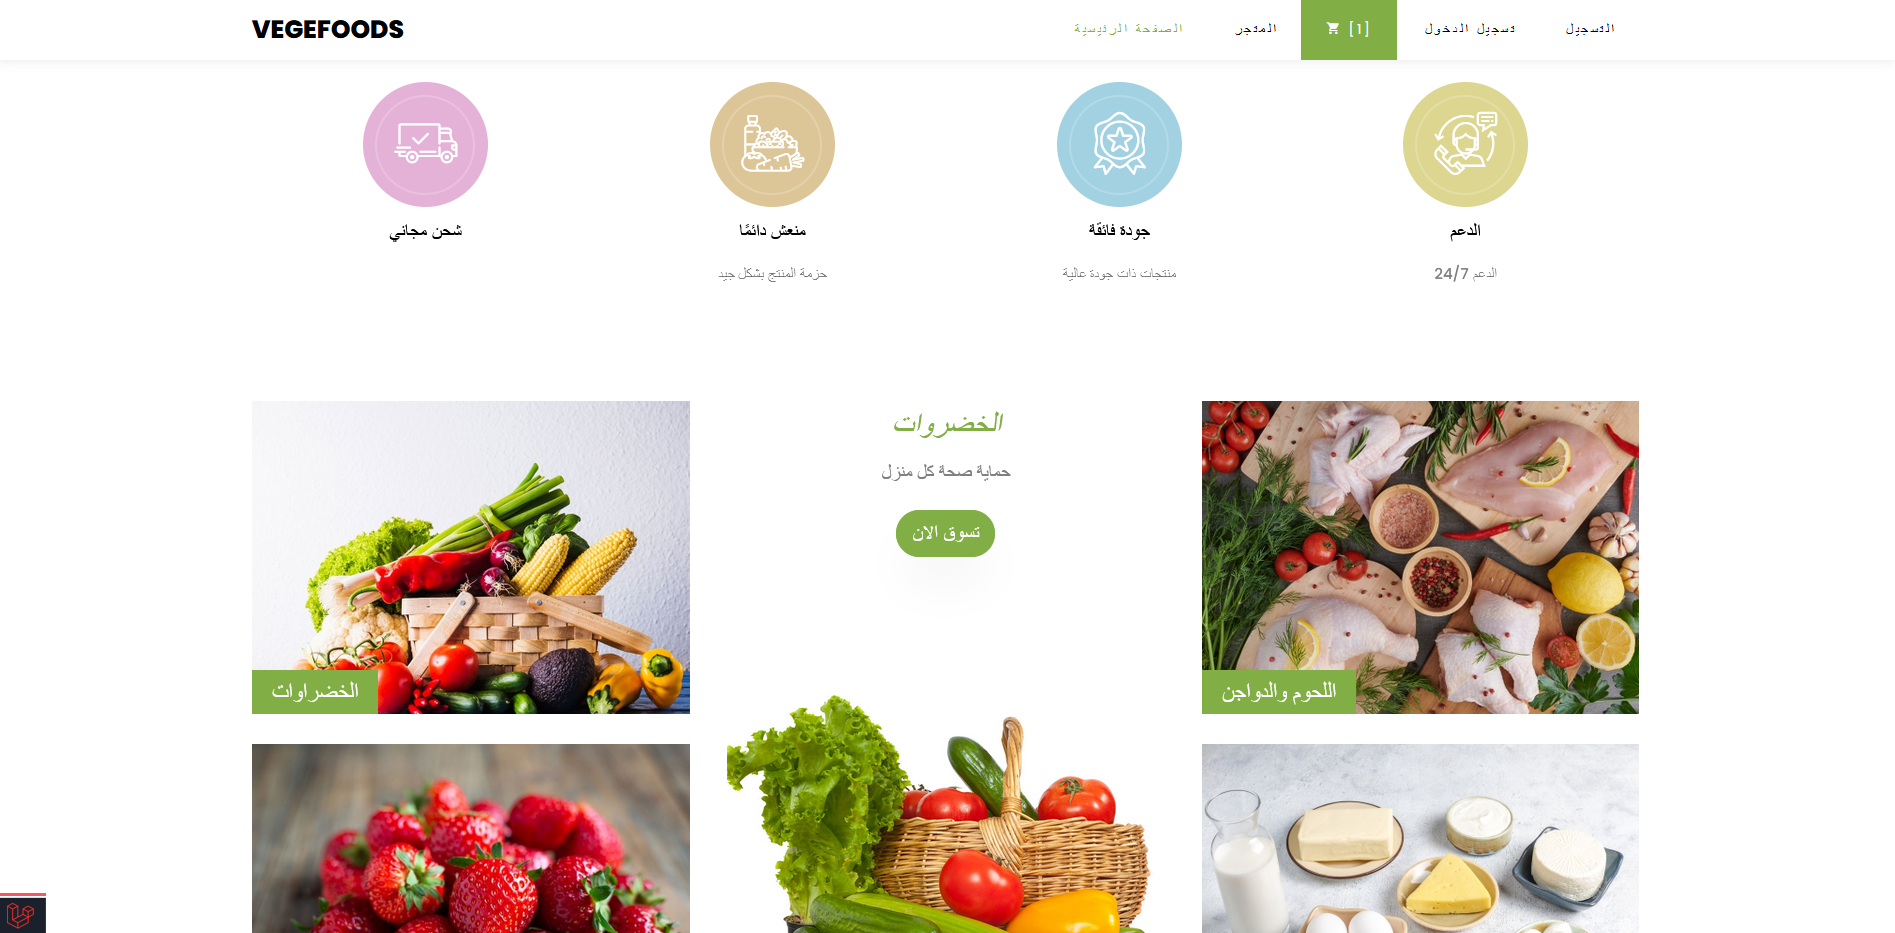 VEGEFOODS
الصفحة الرئيسية
المتجر
[1]
تسجيل الدخول
التسجيل
شحن مجاني
منعش دائمًا
حزمة المنتج بشكل جيد
جودة فائقة
منتجات ذات جودة عالية
الدعم
الدعم 24/7
الخضروات
حماية صحة كل منزل
تسوق الان
الخضراوات
اللحوم والدواجن